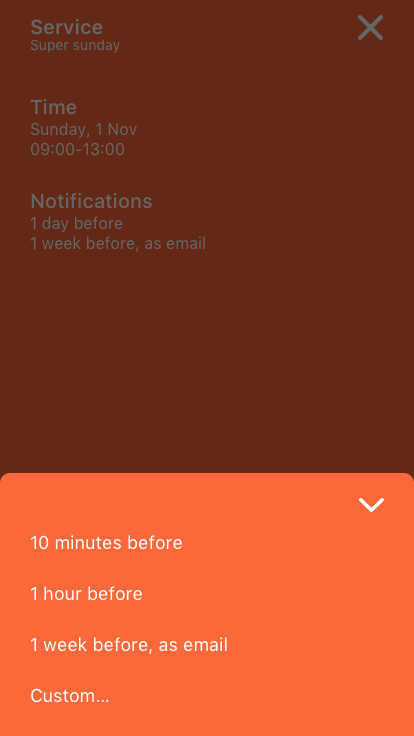 Service
Super sunday
Time
Sunday, 1 Nov
09:00-13:00
Notifications
1 day before
1 week before, as email
10 minutes before
1 hour before
1 week before, as email
Custom...